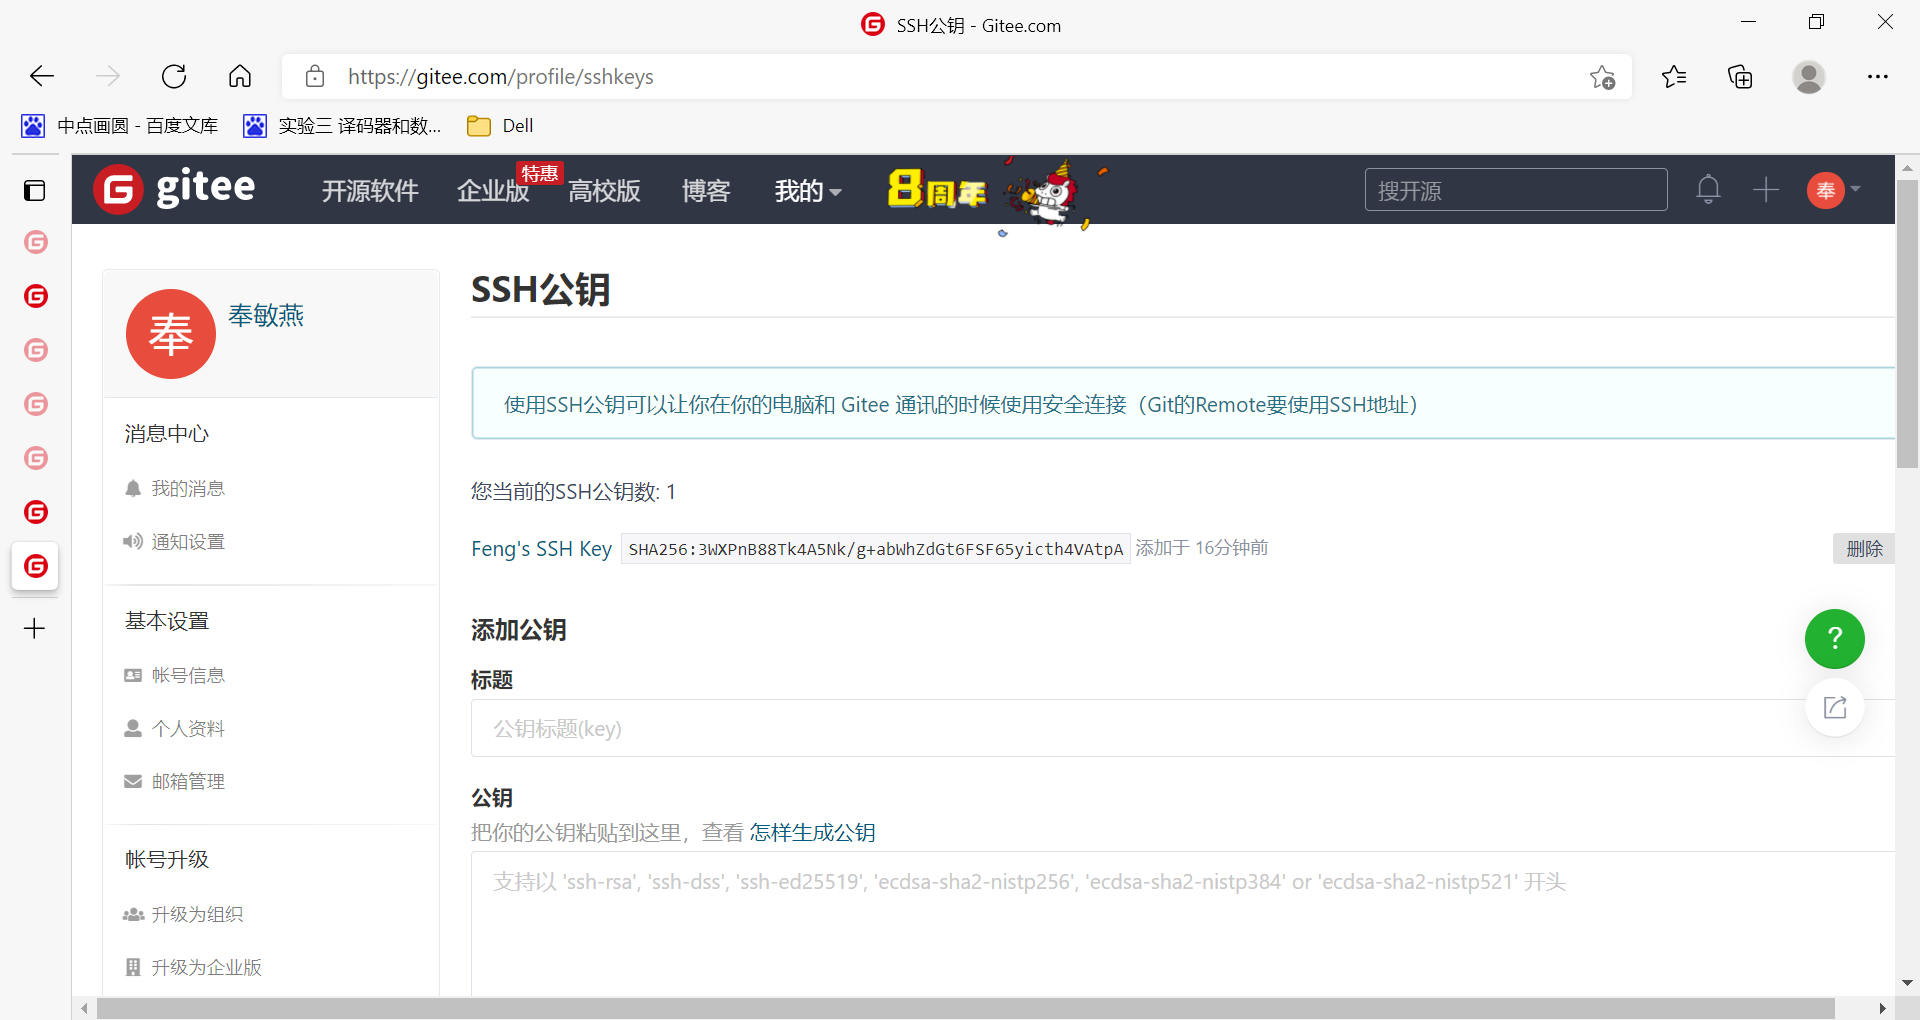 SSH公钥 - Gitee.com
https://gitee.com/profile/sshkeys
中点画圆 - 百度文库
实验三 译码器和数...
Dell
gitee
开源软件
企业版
特惠
高校版
博客
我的
8周年
搜开源
奉
奉
奉敏燕
消息中心
我的消息
通知设置
基本设置
帐号信息
个人资料
邮箱管理
帐号升级
升级为组织
升级为企业版
SSH公钥
使用SSH公钥可以让你在你的电脑和 Gitee 通讯的时候使用安全连接（Git的Remote要使用SSH地址）
您当前的SSH公钥数: 1
Feng's SSH Key SHA256:3WXPnB88Tk4A5Nk/g+abWhZdGt6FSF65yicth4VAtpA 添加于 16分钟前
删除
添加公钥
标题
公钥标题(key)
公钥
把你的公钥粘贴到这里，查看 怎样生成公钥
支持以 'ssh-rsa', 'ssh-dss', 'ssh-ed25519', 'ecdsa-sha2-nistp256', 'ecdsa-sha2-nistp384' or 'ecdsa-sha2-nistp521' 开头
?